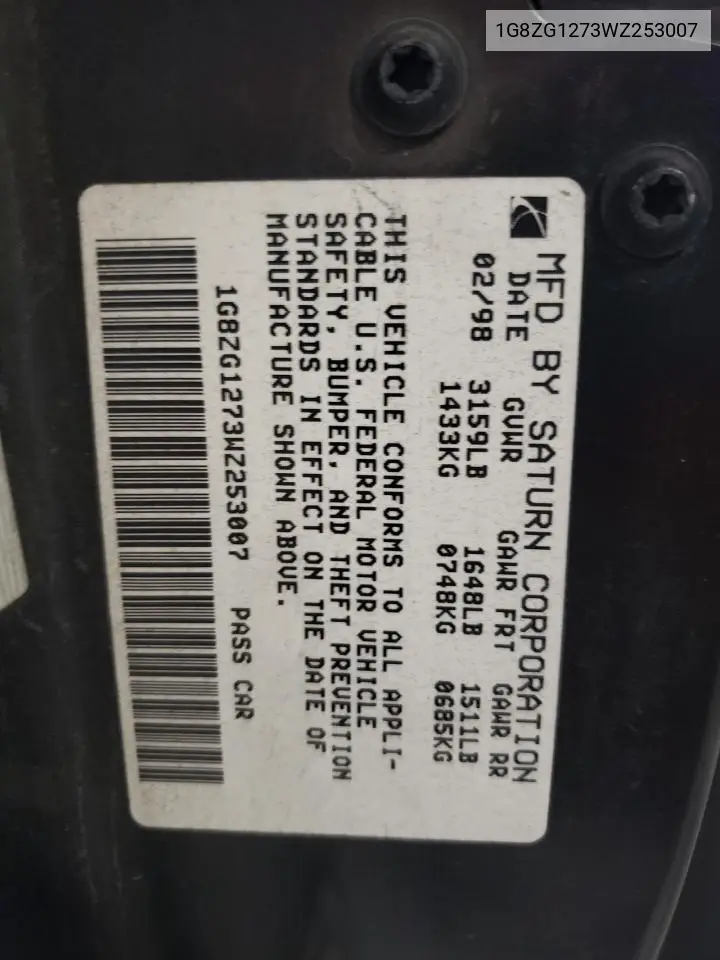 1G8ZG1273WZ253007
MFD BY SATURN CORPORATION
DATE GVWR GAWR FRT GAWR RR
02/98 3159LB 1648LB 1511LB
1433KG 0748KG 0685KG
THIS VEHICLE CONFORMS TO ALL APPLI-
CABLE U.S. FEDERAL MOTOR VEHICLE
SAFETY, BUMPER, AND THEFT PREVENTION
STANDARDS IN EFFECT ON THE DATE OF
MANUFACTURE SHOWN ABOVE.
1G8ZG1273WZ253007 PASS CAR